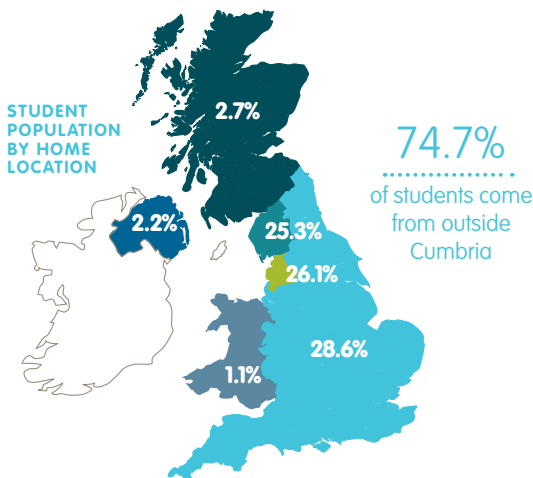 STUDENT
POPULATION
BY HOME
LOCATION
2.7%
2.2%
25.3%
26.1%
28.6%
1.1%
74.7%
of students come
from outside
Cumbria